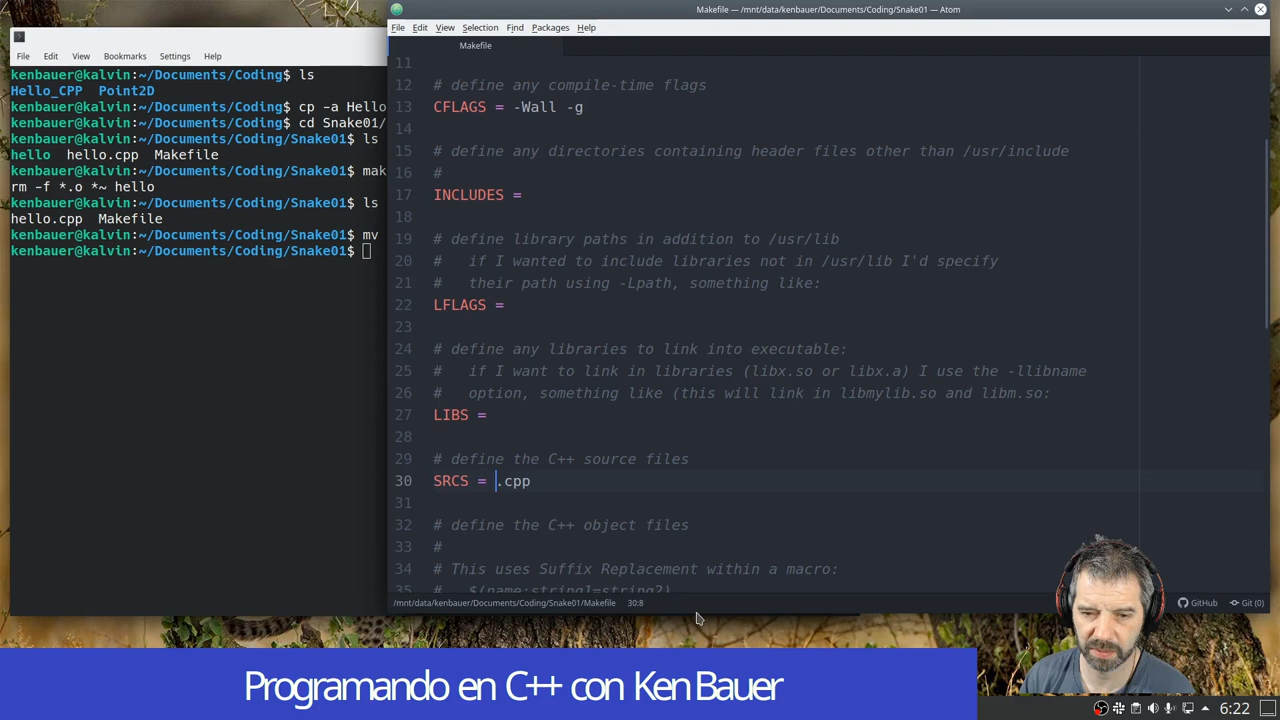 Makefile — /mnt/data/kenbauer/Documents/Coding/Snake01 — Atom
File Edit View Bookmarks Settings Help
kenbauer@kalvin:~/Documents/Coding$ ls
Hello_CPP Point2D
kenbauer@kalvin:~/Documents/Coding$ cp -a Hello
kenbauer@kalvin:~/Documents/Coding$ cd Snake01/
kenbauer@kalvin:~/Documents/Coding/Snake01$ ls
hello hello.cpp Makefile
kenbauer@kalvin:~/Documents/Coding/Snake01$ mak
rm -f *.o *~ hello
kenbauer@kalvin:~/Documents/Coding/Snake01$ ls
hello.cpp Makefile
kenbauer@kalvin:~/Documents/Coding/Snake01$ mv
kenbauer@kalvin:~/Documents/Coding/Snake01$
File Edit View Selection Find Packages Help
Makefile
11
12 # define any compile-time flags
13 CFLAGS = -Wall -g
14
15 # define any directories containing header files other than /usr/include
16 #
17 INCLUDES =
18
19 # define library paths in addition to /usr/lib
20 #   if I wanted to include libraries not in /usr/lib I'd specify
21 #   their path using -Lpath, something like:
22 LFLAGS =
23
24 # define any libraries to link into executable:
25 #   if I want to link in libraries (libx.so or libx.a) I use the -llibname
26 #   option, something like (this will link in libmylib.so and libm.so:
27 LIBS =
28
29 # define the C++ source files
30 SRCS = .cpp
31
32 # define the C++ object files
33 #
34 # This uses Suffix Replacement within a macro:
35 #   $(name:string1=string2)
/mnt/data/kenbauer/Documents/Coding/Snake01/Makefile 30:8 GitHub Git (0)
Programando en C++ con Ken Bauer
6:22